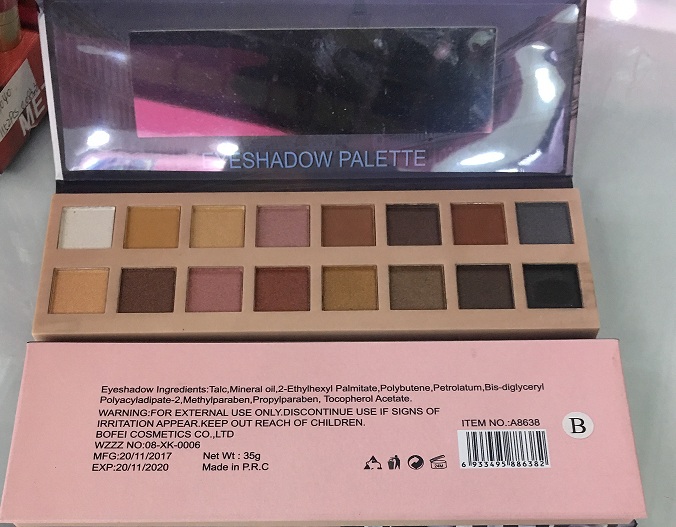 ME
EYESHADOW PALETTE
Eyeshadow Ingredients:Talc,Mineral oil,2-Ethylhexyl Palmitate,Polybutene,Petrolatum,Bis-diglyceryl
Polyacyladipate-2,Methylparaben,Propylparaben, Tocopherol Acetate.
WARNING:FOR EXTERNAL USE ONLY.DISCONTINUE USE IF SIGNS OF
IRRITATION APPEAR.KEEP OUT REACH OF CHILDREN.
BOFEI COSMETICS CO.,LTD
WZZZ NO:08-XK-0006
MFG:20/11/2017 Net Wt : 35g
EXP:20/11/2020 Made in P.R.C
24M
ITEM NO.:A8638
6 933495 886382
B